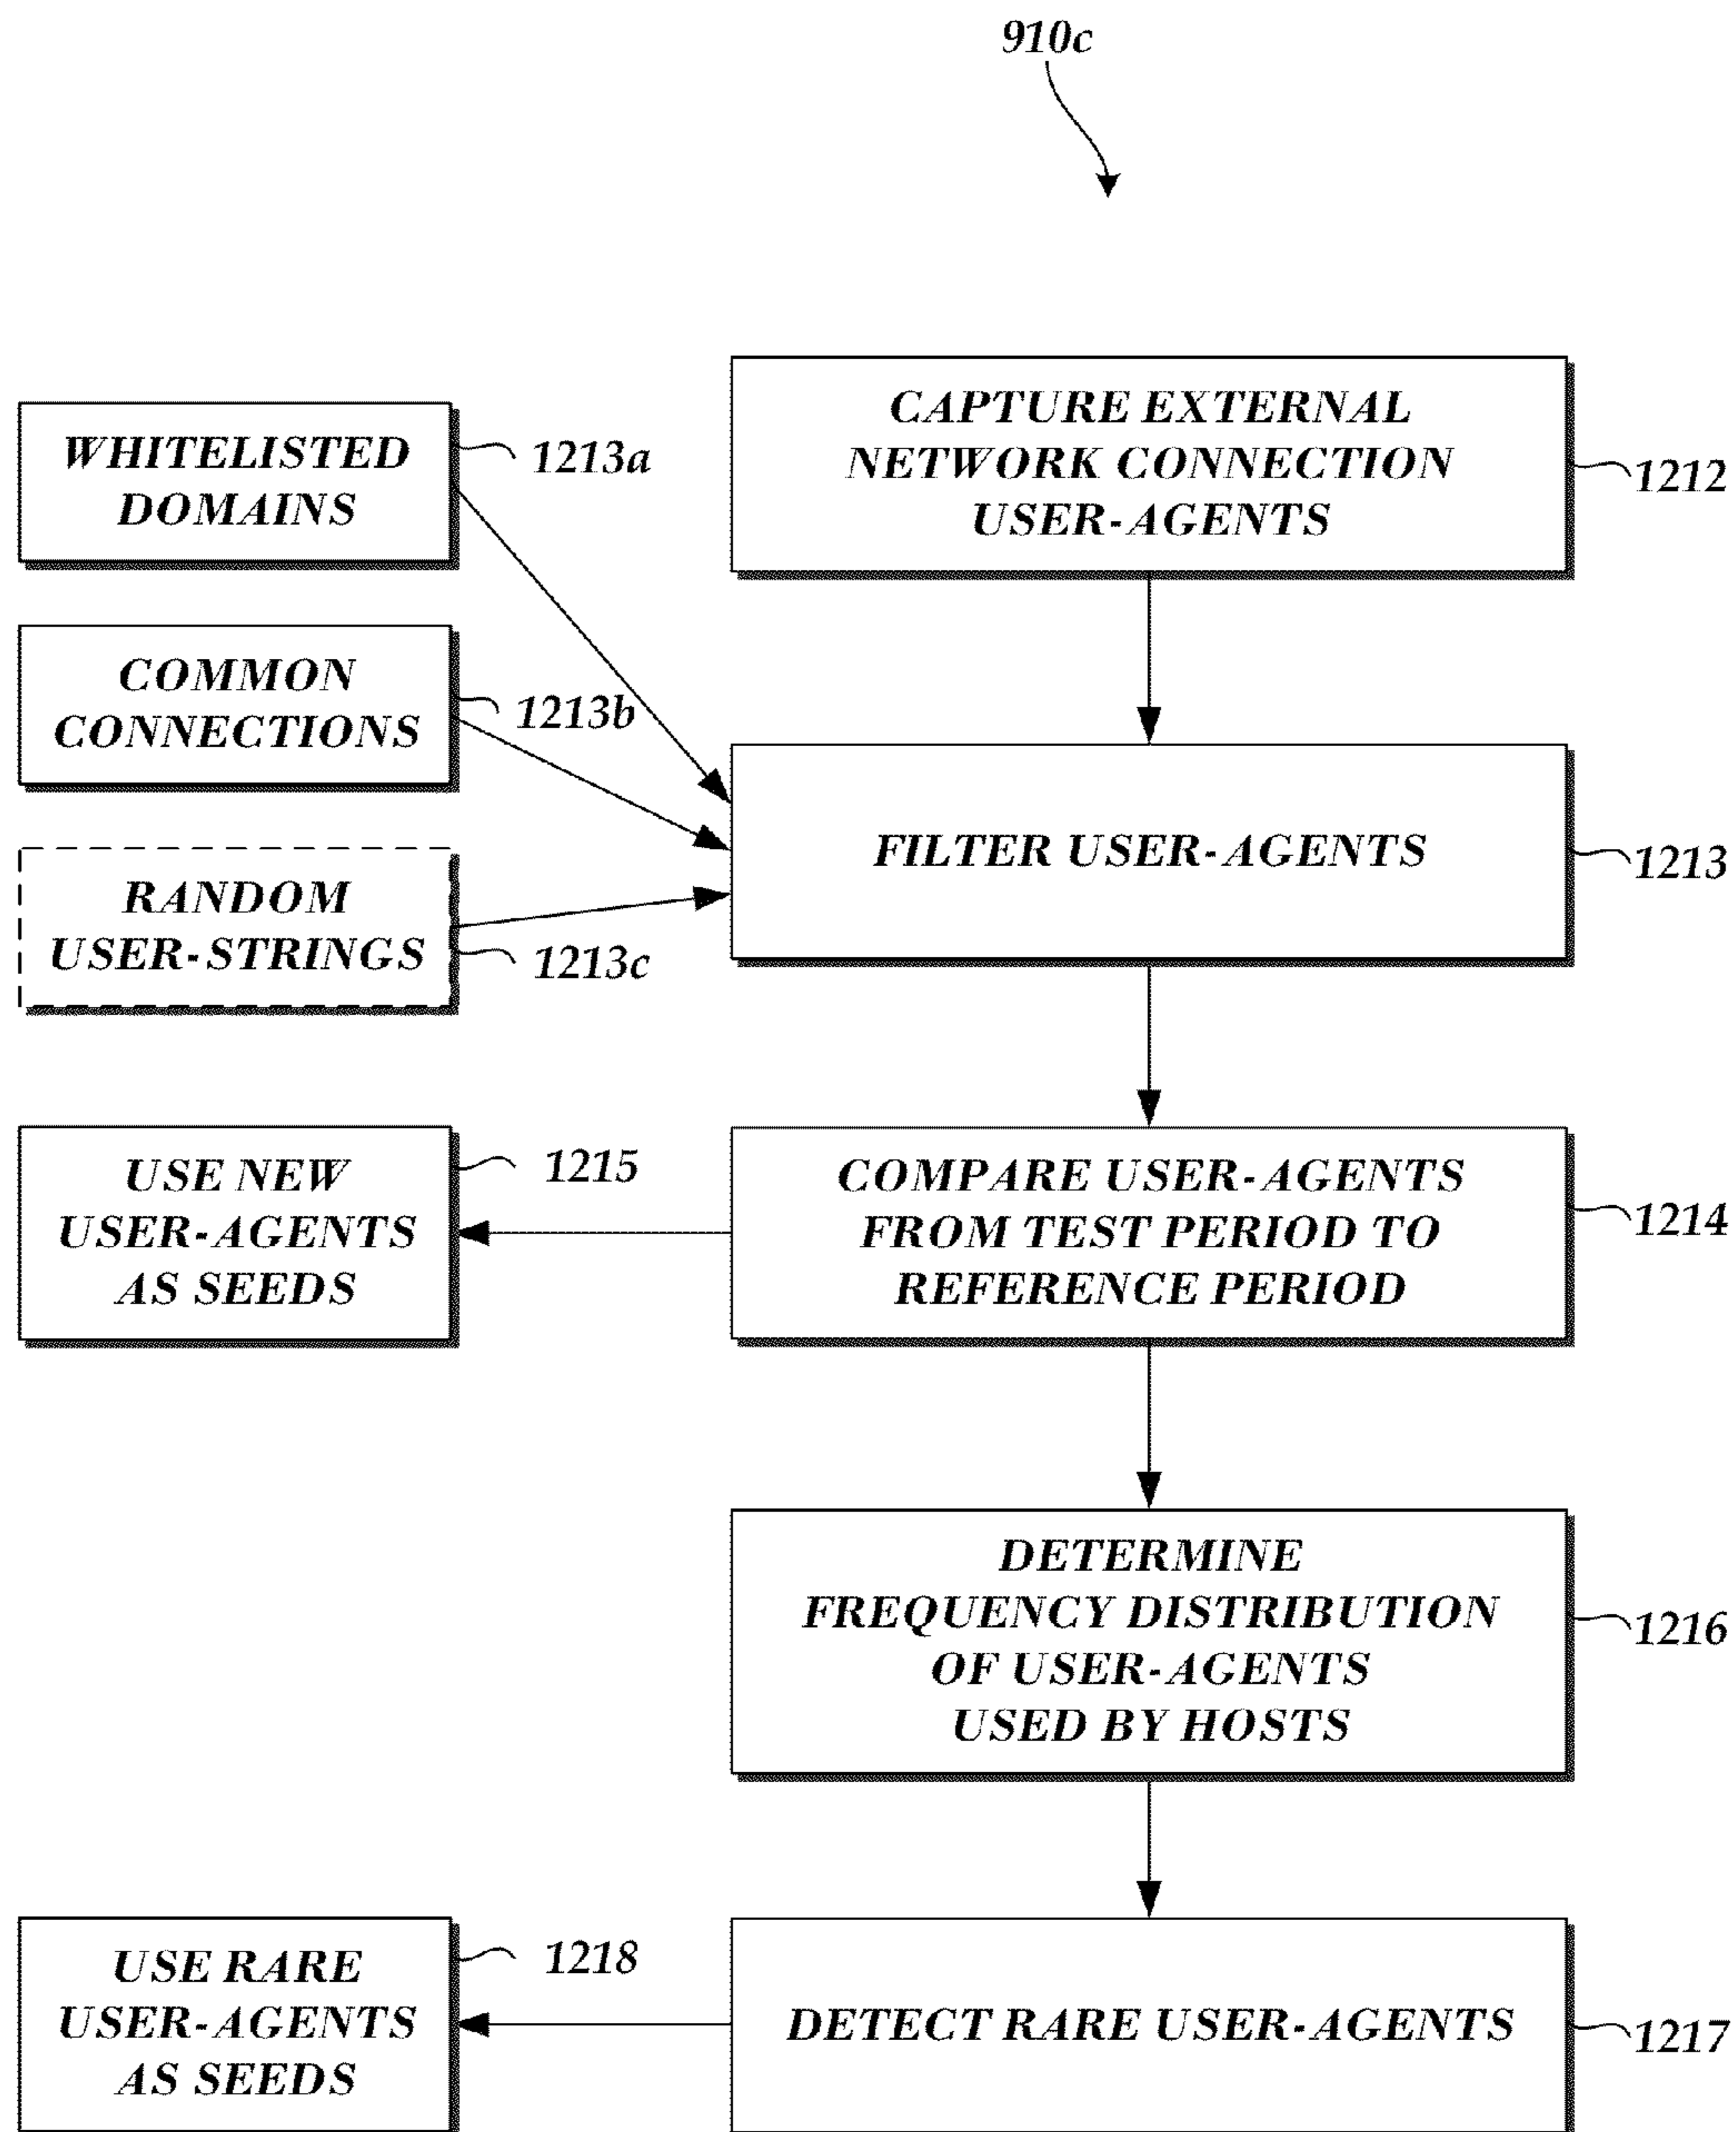 910c
CAPTURE EXTERNAL
NETWORK CONNECTION
USER-AGENTS
1212
WHITELISTED
DOMAINS
1213a
COMMON
CONNECTIONS
1213b
RANDOM
USER-STRINGS
1213c
FILTER USER-AGENTS
1213
COMPARE USER-AGENTS
FROM TEST PERIOD TO
REFERENCE PERIOD
1214
USE NEW
USER-AGENTS
AS SEEDS
1215
DETERMINE
FREQUENCY DISTRIBUTION
OF USER-AGENTS
USED BY HOSTS
1216
DETECT RARE USER-AGENTS
1217
USE RARE
USER-AGENTS
AS SEEDS
1218